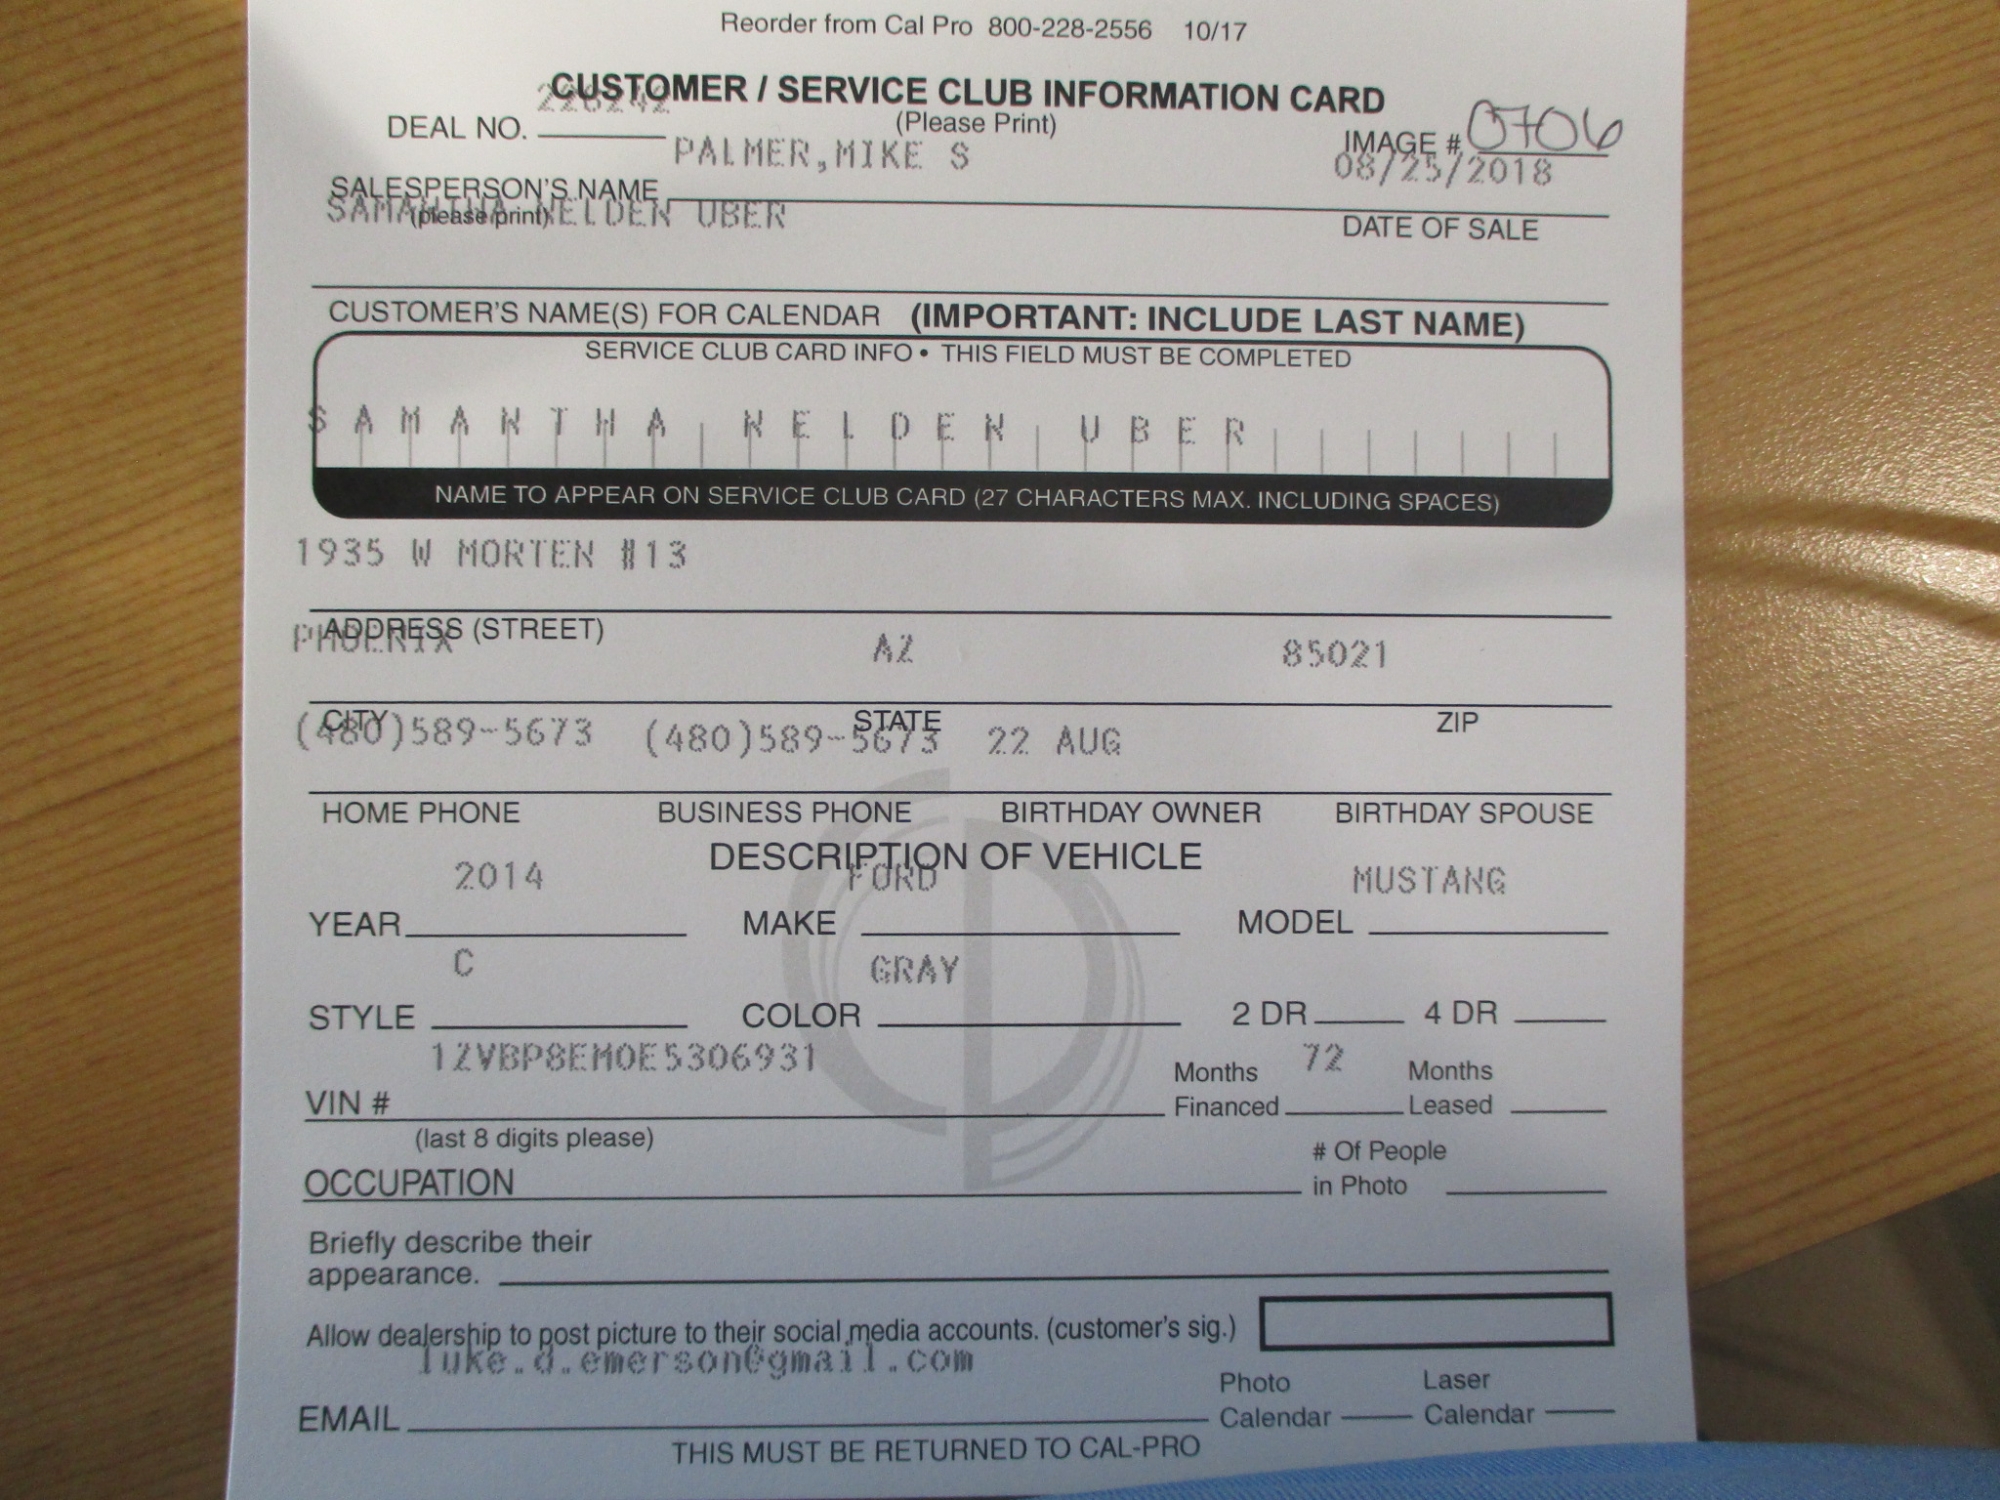 Reorder from Cal Pro 800-228-2556 10/17
CUSTOMER / SERVICE CLUB INFORMATION CARD
226242
DEAL NO. (Please Print) IMAGE # 0706
PALMER,MIKE S 08/25/2018
SALESPERSON'S NAME
(please print) SAMANTHA NELDEN UBER DATE OF SALE
CUSTOMER'S NAME(S) FOR CALENDAR (IMPORTANT: INCLUDE LAST NAME)
SERVICE CLUB CARD INFO • THIS FIELD MUST BE COMPLETED
SAMANTHA NELDEN UBER
NAME TO APPEAR ON SERVICE CLUB CARD (27 CHARACTERS MAX. INCLUDING SPACES)
1935 W MORTEN #13
ADDRESS (STREET)
PHOENIX AZ 85021
CITY STATE ZIP
(480)589-5673 (480)589-5673 22 AUG
HOME PHONE BUSINESS PHONE BIRTHDAY OWNER BIRTHDAY SPOUSE
DESCRIPTION OF VEHICLE
2014 FORD MUSTANG
YEAR MAKE MODEL
C GRAY
STYLE COLOR 2 DR 4 DR
1ZVBP8EM0E5306931 72
VIN # Months Financed Months Leased
(last 8 digits please)
OCCUPATION # Of People in Photo
Briefly describe their
appearance.
Allow dealership to post picture to their social media accounts. (customer's sig.)
luke.d.emerson@gmail.com
EMAIL Photo Calendar Laser Calendar
THIS MUST BE RETURNED TO CAL-PRO